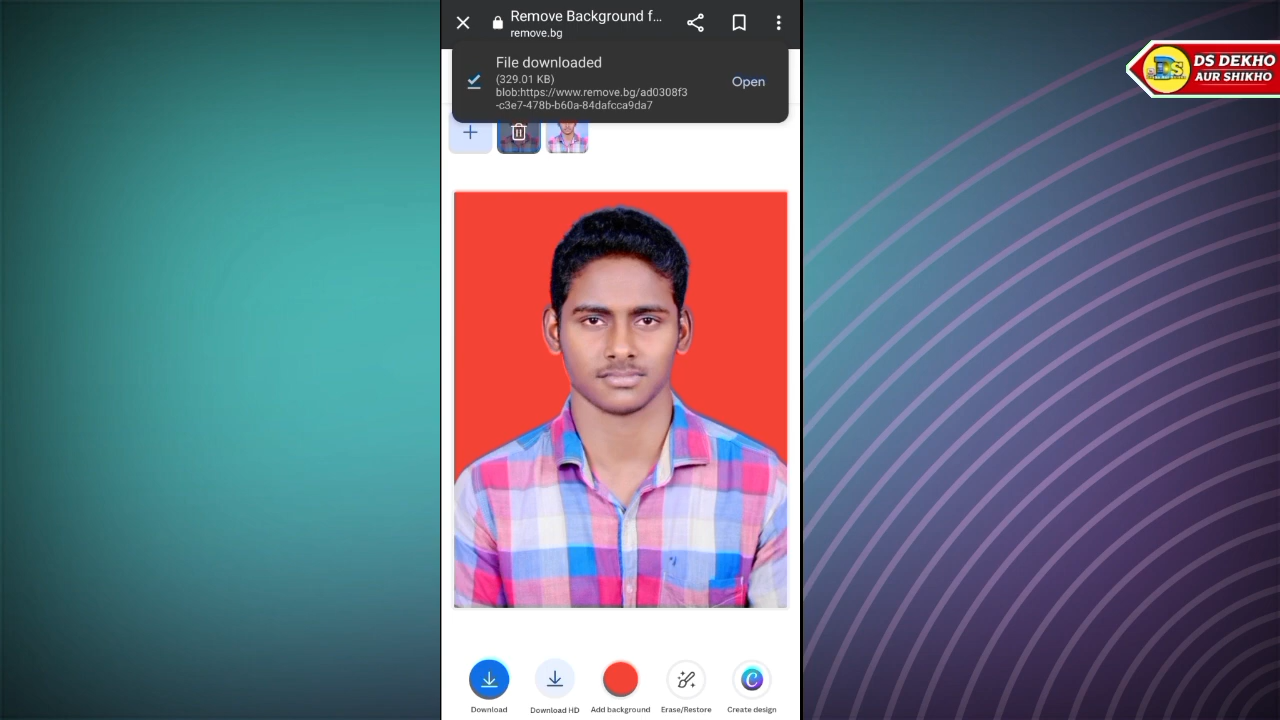 Remove Background f...
remove.bg
File downloaded
(329.01 KB)
blob:https://www.remove.bg/ad0308f3
-c3e7-478b-b60a-84dafcca9da7
Open
DS DEKHO
AUR SHIKHO
Ds
Download
Download HD
Add background
Erase/Restore
Create design